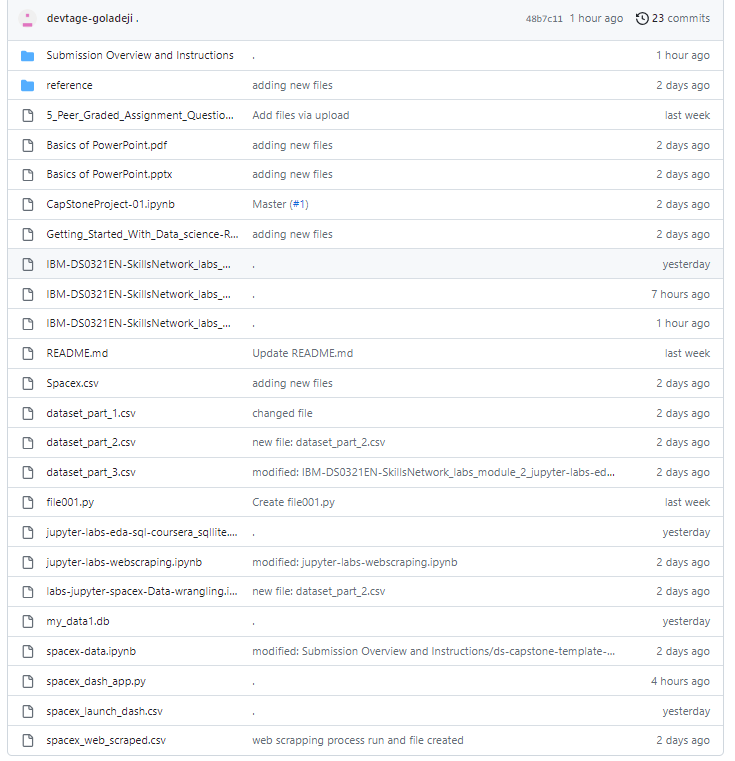 devtage-goladeji . 48b7c11 1 hour ago 23 commits
Submission Overview and Instructions . 1 hour ago
reference adding new files 2 days ago
5_Peer_Graded_Assignment_Questio... Add files via upload last week
Basics of PowerPoint.pdf adding new files 2 days ago
Basics of PowerPoint.pptx adding new files 2 days ago
CapStoneProject-01.ipynb Master (#1) 2 days ago
Getting_Started_With_Data_science-R... adding new files 2 days ago
IBM-DS0321EN-SkillsNetwork_labs_... . yesterday
IBM-DS0321EN-SkillsNetwork_labs_... . 7 hours ago
IBM-DS0321EN-SkillsNetwork_labs_... . 1 hour ago
README.md Update README.md last week
Spacex.csv adding new files 2 days ago
dataset_part_1.csv changed file 2 days ago
dataset_part_2.csv new file: dataset_part_2.csv 2 days ago
dataset_part_3.csv modified: IBM-DS0321EN-SkillsNetwork_labs_module_2_jupyter-labs-ed... 2 days ago
file001.py Create file001.py last week
jupyter-labs-eda-sql-coursera_sqllite.... . yesterday
jupyter-labs-webscraping.ipynb modified: jupyter-labs-webscraping.ipynb 2 days ago
labs-jupyter-spacex-Data-wrangling.i... new file: dataset_part_2.csv 2 days ago
my_data1.db . yesterday
spacex-data.ipynb modified: Submission Overview and Instructions/ds-capstone-template-... 2 days ago
spacex_dash_app.py . 4 hours ago
spacex_launch_dash.csv . yesterday
spacex_web_scraped.csv web scrapping process run and file created 2 days ago